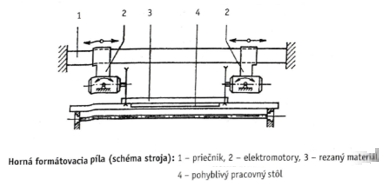 1 2 3 4 2
Horná formátovacia píla (schéma stroja): 1 – priečnik, 2 – elektromotory, 3 – rezaný materiál
4 – pohyblivý pracovný stôl